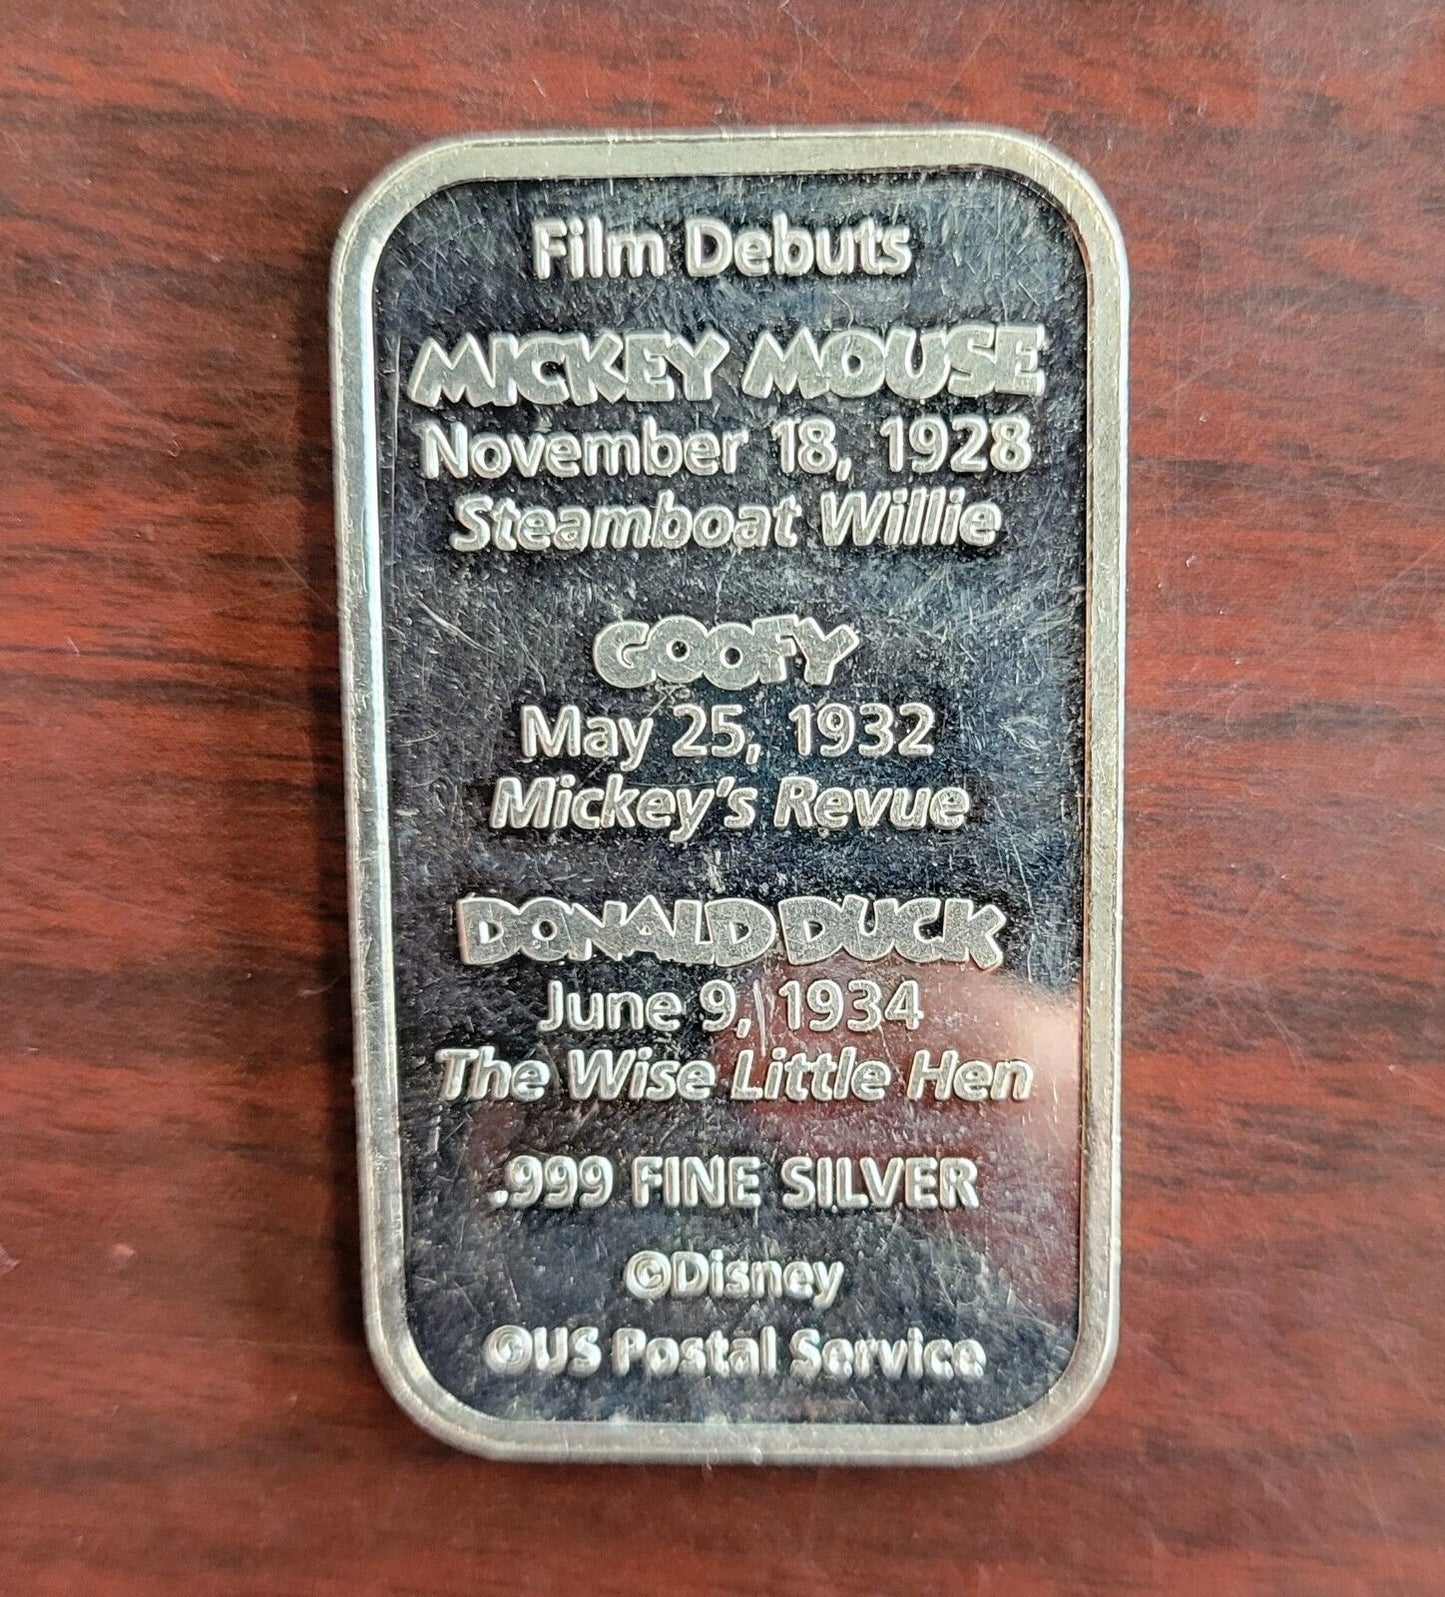 Film Debuts
MICKEY MOUSE
November 18, 1928
Steamboat Willie
GOOFY
May 25, 1932
Mickey's Revue
DONALD DUCK
June 9, 1934
The Wise Little Hen
.999 FINE SILVER
©Disney
©US Postal Service